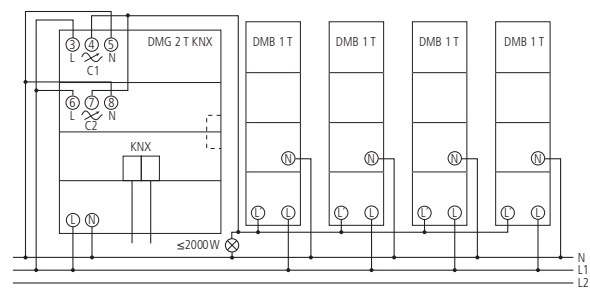 DMG 2 T KNX
DMB 1 T
DMB 1 T
DMB 1 T
DMB 1 T
3 4 5
L N
C1
6 7 8
L N
C2
KNX
N
N
N
N
L N
L' L
L' L
L' L
L' L
≤2000 W
N
L1
L2